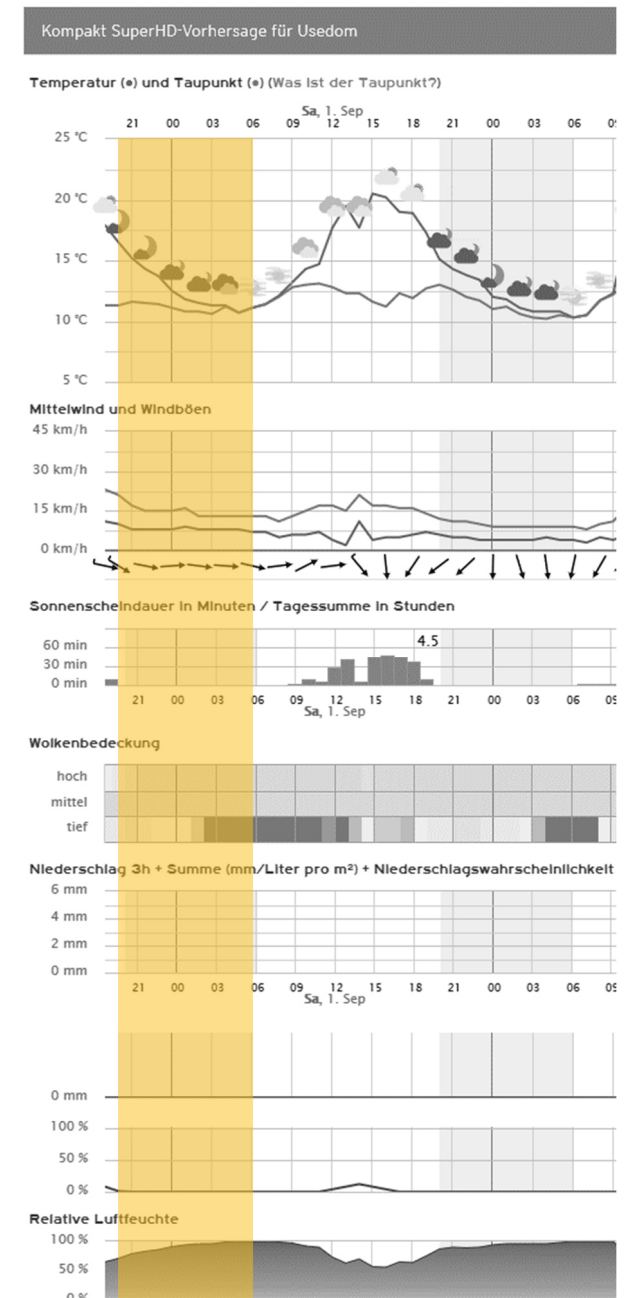 Kompakt SuperHD-Vorhersage für Usedom
Temperatur (●) und Taupunkt (●) (Was ist der Taupunkt?)
Sa, 1. Sep
21 00 03 06 09 12 15 18 21 00 03 06
25 °C
20 °C
15 °C
10 °C
5 °C
Mittelwind und Windböen
45 km/h
30 km/h
15 km/h
0 km/h
Sonnenscheindauer in Minuten / Tagessumme in Stunden
4.5
60 min
30 min
0 min
21 00 03 06 09 12 15 18 21 00 03 06 09
Sa, 1. Sep
Wolkenbedeckung
hoch
mittel
tief
Niederschlag 3h + Summe (mm/Liter pro m²) + Niederschlagswahrscheinlichkeit
6 mm
4 mm
2 mm
0 mm
21 00 03 06 09 12 15 18 21 00 03 06 09
Sa, 1. Sep
0 mm
100 %
50 %
0 %
Relative Luftfeuchte
100 %
50 %
0 %